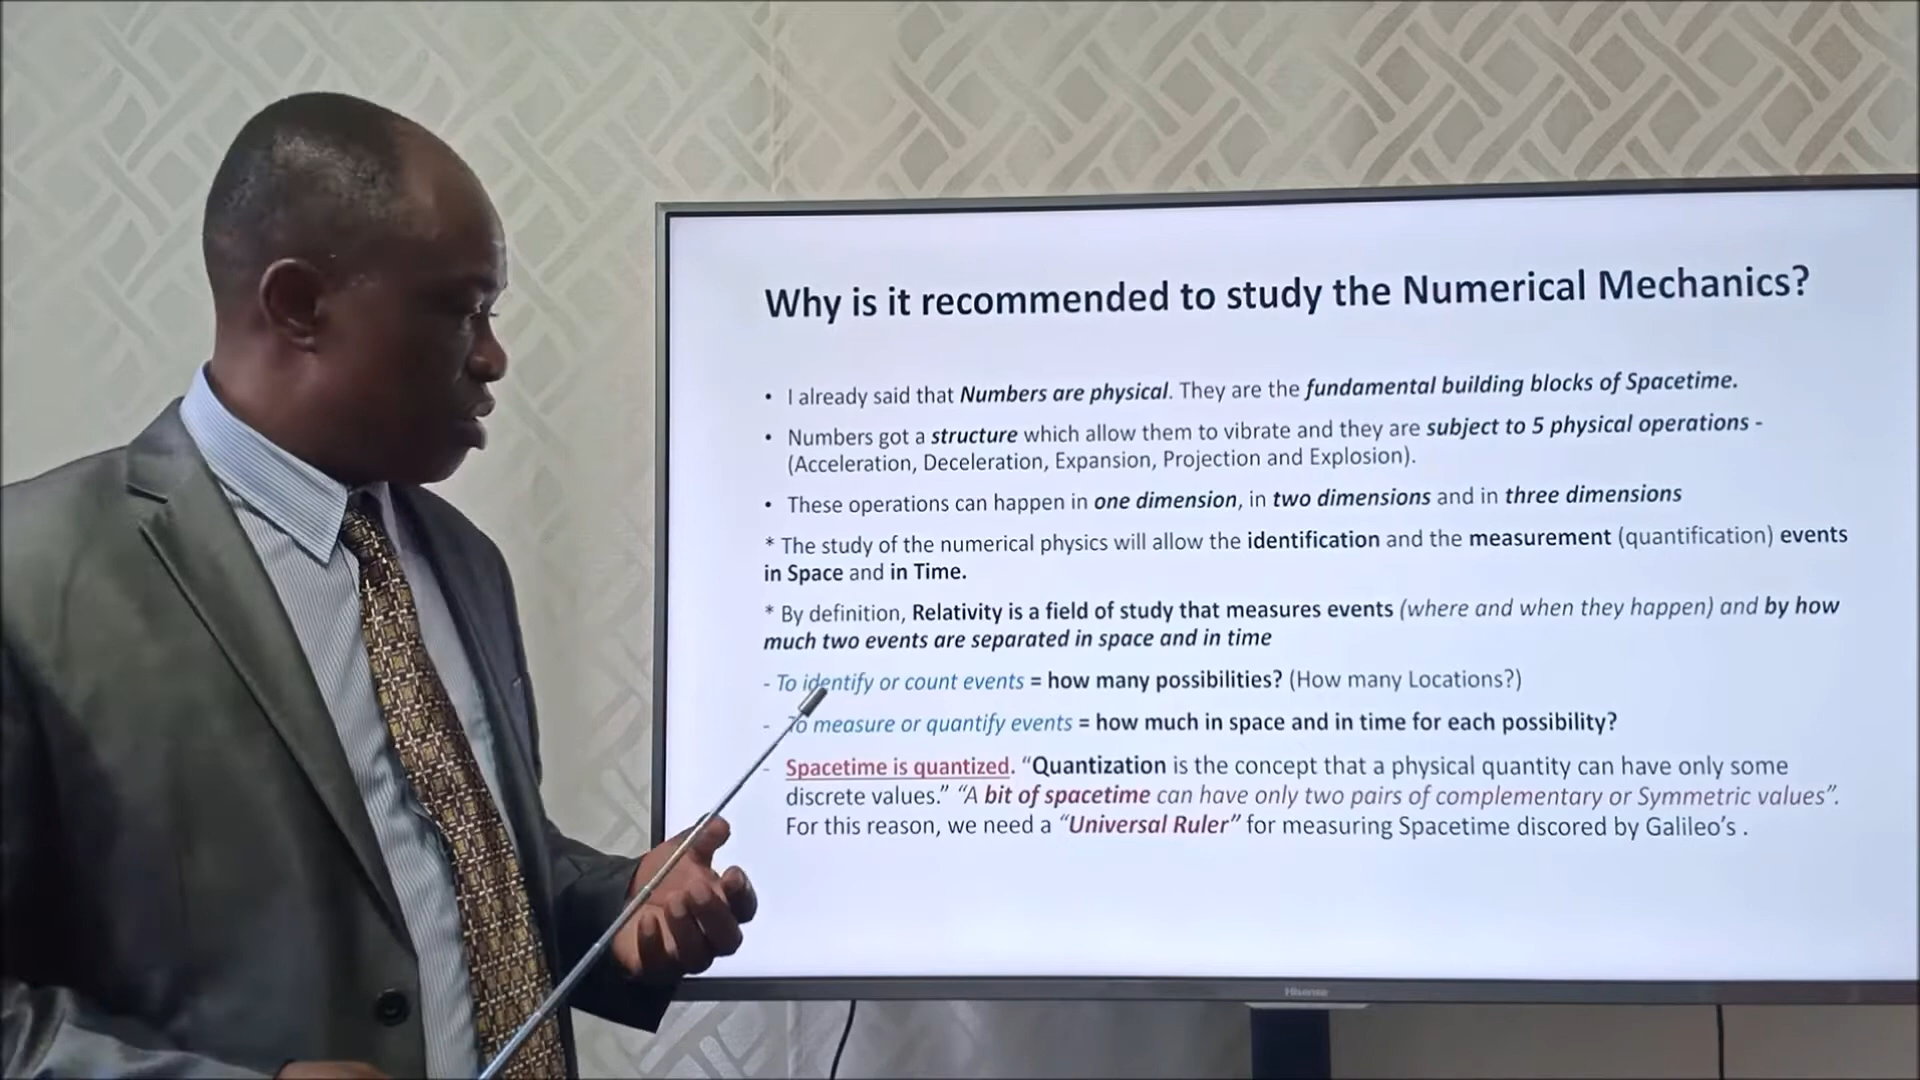 Why is it recommended to study the Numerical Mechanics?
• I already said that Numbers are physical. They are the fundamental building blocks of Spacetime.
• Numbers got a structure which allow them to vibrate and they are subject to 5 physical operations -
(Acceleration, Deceleration, Expansion, Projection and Explosion).
• These operations can happen in one dimension, in two dimensions and in three dimensions
* The study of the numerical physics will allow the identification and the measurement (quantification) events
in Space and in Time.
* By definition, Relativity is a field of study that measures events (where and when they happen) and by how
much two events are separated in space and in time
- To identify or count events = how many possibilities? (How many Locations?)
- To measure or quantify events = how much in space and in time for each possibility?
- Spacetime is quantized. “Quantization is the concept that a physical quantity can have only some
discrete values.” “A bit of spacetime can have only two pairs of complementary or Symmetric values”.
For this reason, we need a “Universal Ruler” for measuring Spacetime discored by Galileo’s .
Hisense